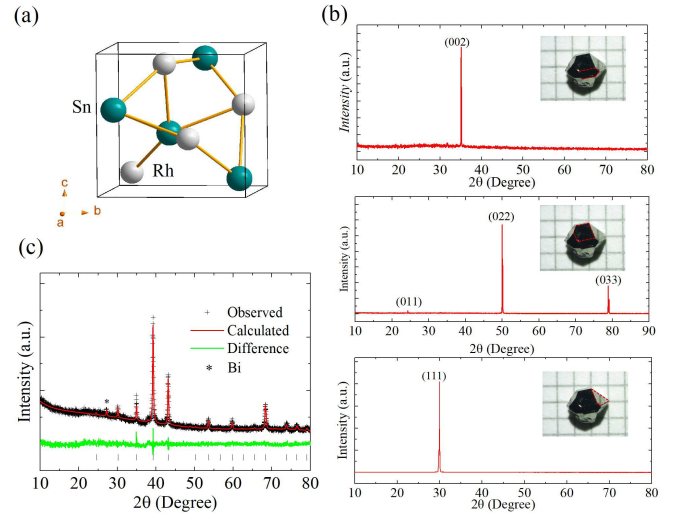 (a)
Sn
Rh
c
a
b
(b)
(002)
Intensity (a.u.)
10 20 30 40 50 60 70 80
2θ (Degree)
(022)
(033)
(011)
Intensity (a.u.)
10 20 30 40 50 60 70 80 90
2θ (Degree)
(111)
Intensity (a.u.)
10 20 30 40 50 60 70 80
2θ (Degree)
(c)
Observed
Calculated
Difference
* Bi
*
Intensity (a.u.)
10 20 30 40 50 60 70 80
2θ (Degree)